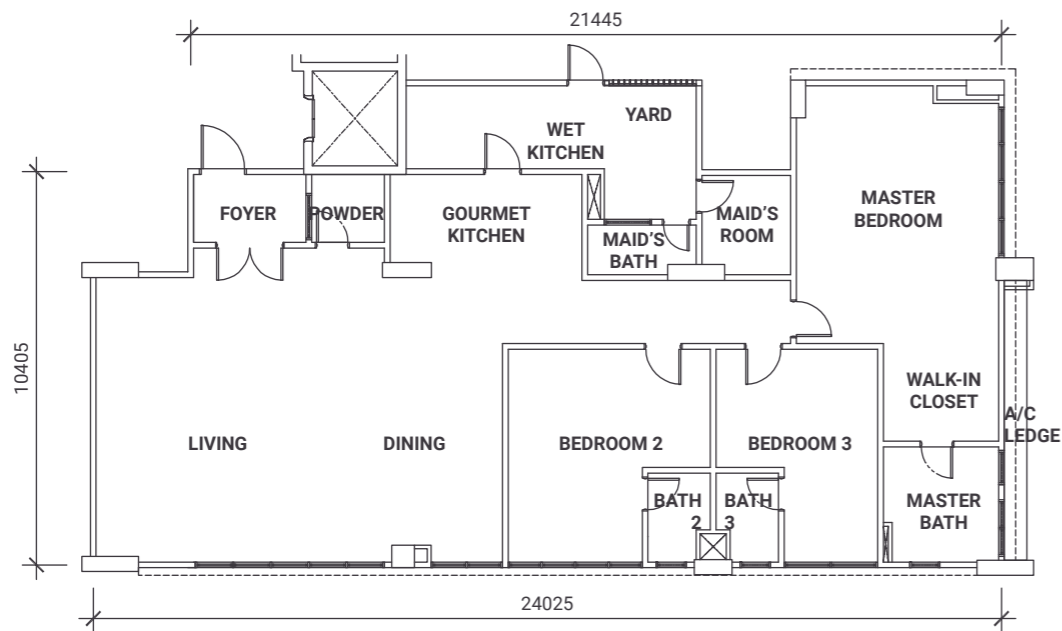 21445
YARD
WET
KITCHEN
MASTER
BEDROOM
FOYER
POWDER
GOURMET
KITCHEN
MAID'S
ROOM
MAID'S
BATH
10405
WALK-IN
CLOSET
A/C
LEDGE
LIVING
DINING
BEDROOM 2
BEDROOM 3
BATH
2
BATH
3
MASTER
BATH
24025